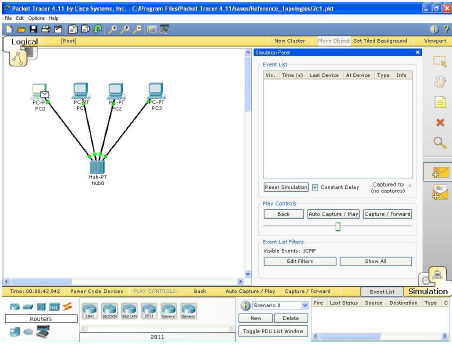 Packet Tracer 4.11 by Cisco Systems, Inc. - C:/Program Files/Packet Tracer 4.11/saves/Reference_Topologies/2c1.pkt
File Edit Options Help
Logical [Root] New Cluster Move Object Set Tiled Background Viewport
Simulation Panel
Event List
Vis. Time (s) Last Device At Device Type Info
PC-PT
PC0
PC-PT
PC-PT
PC2
PC-PT
PC3
Hub-PT
Hub0
Reset Simulation Constant Delay Captured to:
(no captures)
Play Controls
Back Auto Capture / Play Capture / Forward
Event List Filters
Visible Events: ICMP
Edit Filters Show All
Time: 00:00:42.942 Power Cycle Devices PLAY CONTROLS: Back Auto Capture / Play Capture / Forward Event List Simulation
Routers
1841 2620XM 2621XM 2811 Generic Generic
2811
Scenario 0
New Delete
Toggle PDU List Window
Fire Last Status Source Destination Type C